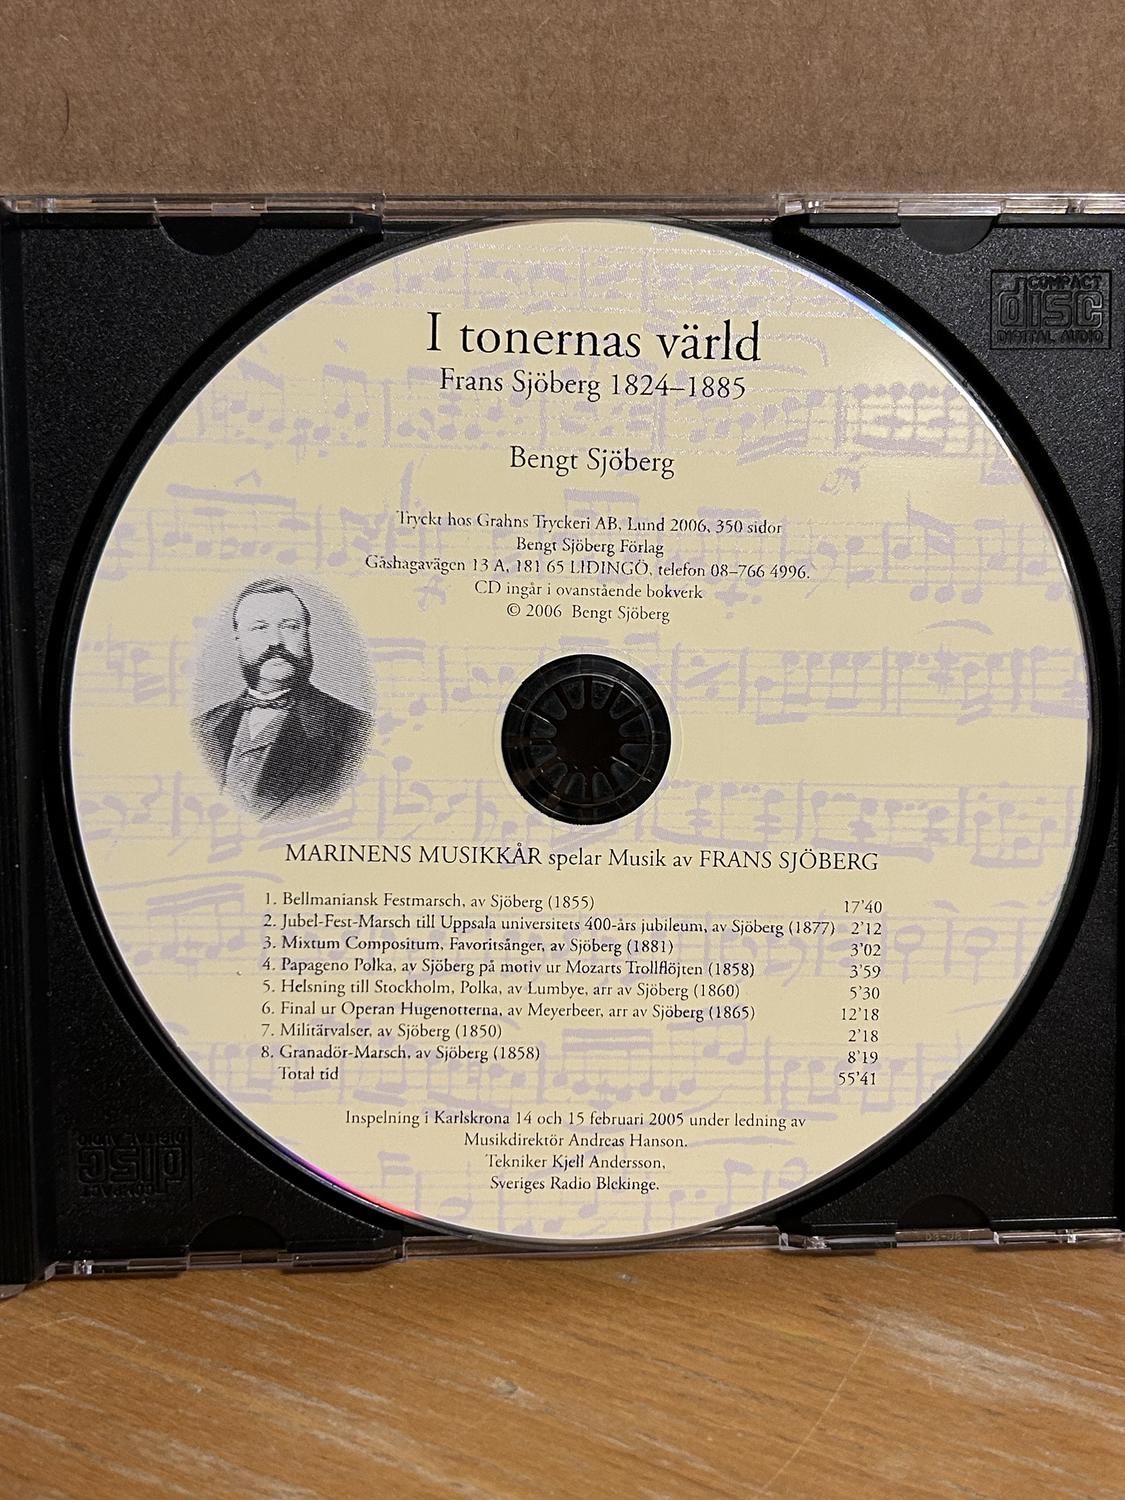 COMPACT
disc
DIGITAL AUDIO
I tonernas värld
Frans Sjöberg 1824–1885
Bengt Sjöberg
Tryckt hos Grahns Tryckeri AB, Lund 2006, 350 sidor
Bengt Sjöberg Förlag
Gåshagavägen 13 A, 181 65 LIDINGÖ, telefon 08–766 4996.
CD ingår i ovanstående bokverk
© 2006 Bengt Sjöberg
MARINENS MUSIKKÅR spelar Musik av FRANS SJÖBERG
1. Bellmaniansk Festmarsch, av Sjöberg (1855) 17’40
2. Jubel-Fest-Marsch till Uppsala universitets 400-års jubileum, av Sjöberg (1877) 2’12
3. Mixtum Compositum, Favoritsånger, av Sjöberg (1881) 3’02
4. Papageno Polka, av Sjöberg på motiv ur Mozarts Trollflöjten (1858) 3’59
5. Helsning till Stockholm, Polka, av Lumbye, arr av Sjöberg (1860) 5’30
6. Final ur Operan Hugenotterna, av Meyerbeer, arr av Sjöberg (1865) 12’18
7. Militärvalser, av Sjöberg (1850) 2’18
8. Granadör-Marsch, av Sjöberg (1858) 8’19
Total tid 55’41
Inspelning i Karlskrona 14 och 15 februari 2005 under ledning av
Musikdirektör Andreas Hanson.
Tekniker Kjell Andersson,
Sveriges Radio Blekinge.
COMPACT
disc
DIGITAL AUDIO